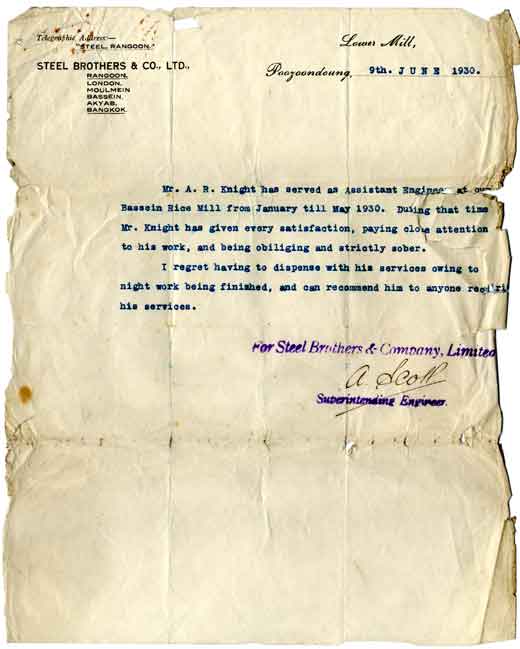 Telegraphic Address:—
"STEEL, RANGOON."
STEEL BROTHERS & CO., LTD.,
RANGOON,
LONDON,
MOULMEIN
BASSEIN,
AKYAB,
BANGKOK.
Lower Mill,
Poozoondoung, 9th. JUNE 1930.
Mr. A. R. Knight has served as Assistant Engineer at our
Bassein Rice Mill from January till May 1930. During that time
Mr. Knight has given every satisfaction, paying close attention
to his work, and being obiliging and strictly sober.
I regret having to dispense with his services owing to
night work being finished, and can recommend him to anyone requiri
his services.
For Steel Brothers & Company, Limited
A. Scott
Superintending Engineer.